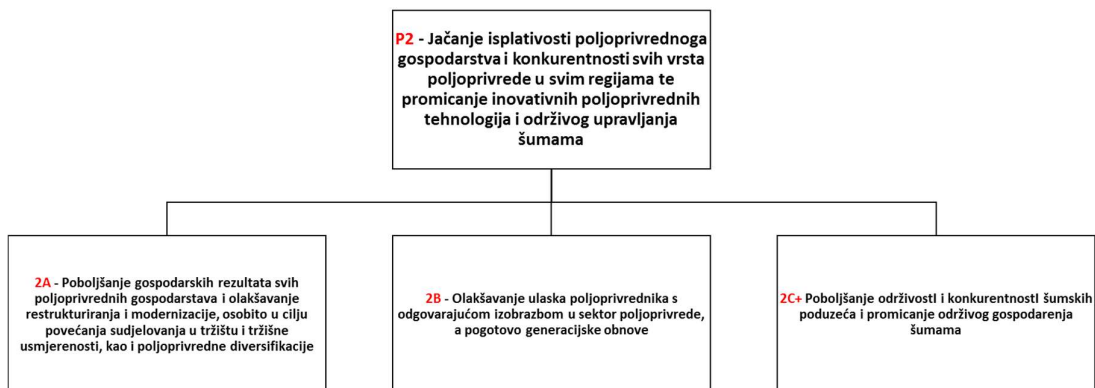 P2 - Jačanje isplativosti poljoprivrednoga
gospodarstva i konkurentnosti svih vrsta
poljoprivrede u svim regijama te
promicanje inovativnih poljoprivrednih
tehnologija i održivog upravljanja
šumama
2A - Poboljšanje gospodarskih rezultata svih
poljoprivrednih gospodarstava i olakšavanje
restrukturiranja i modernizacije, osobito u cilju
povećanja sudjelovanja u tržištu i tržišne
usmjerenosti, kao i poljoprivredne diversifikacije
2B - Olakšavanje ulaska poljoprivrednika s
odgovarajućom izobrazbom u sektor poljoprivrede,
a pogotovo generacijske obnove
2C+ Poboljšanje održivostI i konkurentnostI šumskih
poduzeća i promicanje održivog gospodarenja
šumama